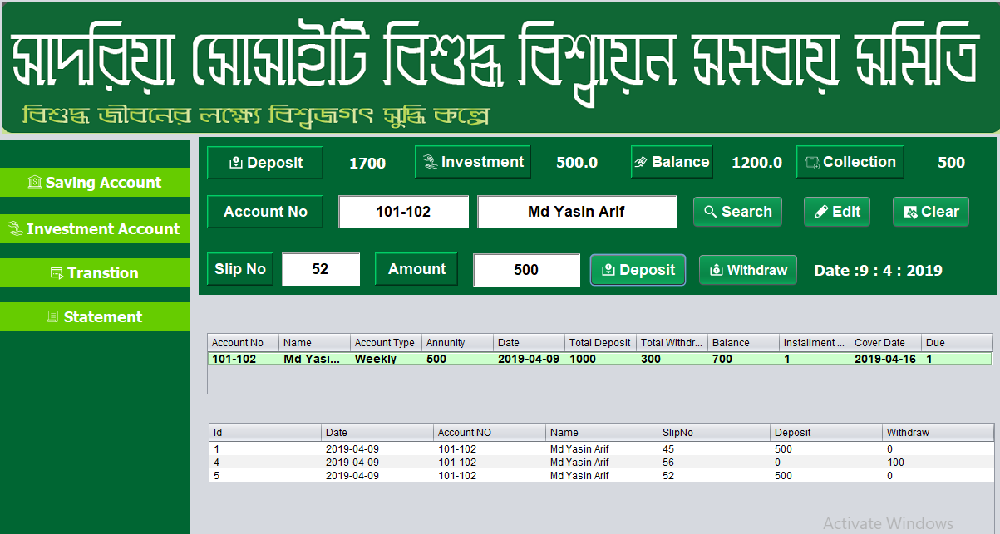 সাদরিয়া সোসাইটি বিশুদ্ধ বিশ্বায়ন সমবায় সমিতি
বিশুদ্ধ জীবনের লক্ষ্যে বিশ্বজগৎ সুদ্ধি কল্পে
Deposit 1700 Investment 500.0 Balance 1200.0 Collection 500
Saving Account
Account No 101-102 Md Yasin Arif Search Edit Clear
Investment Account
Slip No 52 Amount 500 Deposit Withdraw Date :9 : 4 : 2019
Transtion
Statement
Account No Name Account Type Annunity Date Total Deposit Total Withdr... Balance Installment ... Cover Date Due
101-102 Md Yasi... Weekly 500 2019-04-09 1000 300 700 1 2019-04-16 1
Id Date Account NO Name SlipNo Deposit Withdraw
1 2019-04-09 101-102 Md Yasin Arif 45 500 0
4 2019-04-09 101-102 Md Yasin Arif 56 0 100
5 2019-04-09 101-102 Md Yasin Arif 52 500 0
Activate Windows